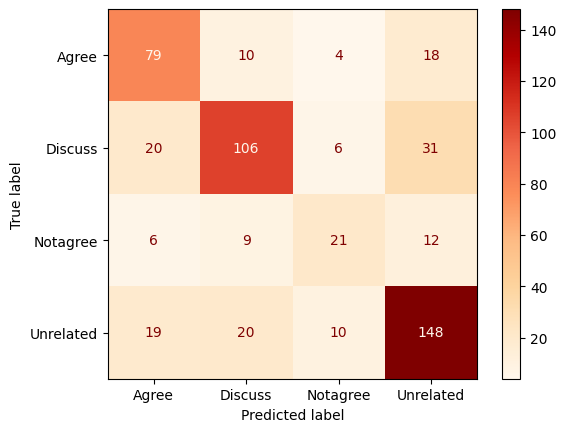 Agree 79 10 4 18
Discuss 20 106 6 31
Notagree 6 9 21 12
Unrelated 19 20 10 148
Agree Discuss Notagree Unrelated
Predicted label
True label
140
120
100
80
60
40
20